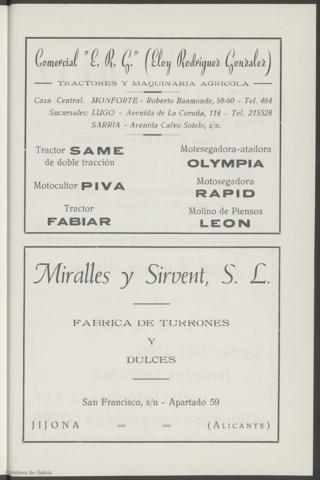 Comercial "E. R. G." (Eloy Rodríguez González)
TRACTORES Y MAQUINARIA AGRICOLA
Casa Central. MONFORTE - Roberto Baamonde, 58-60 - Tel. 464
Sucursales: LUGO - Avenida de La Coruña, 114 - Tel. 215528
SARRIA - Avenida Calvo Sotelo, s/n.
Tractor SAME
de doble tracción
Motocultor PIVA
Tractor
FABIAR
Motesegadora-atadora
OLYMPIA
Motosegadora
RAPID
Molino de Piensos
LEON
Miralles y Sirvent, S. L.
FABRICA DE TURRONES
Y
DULCES
San Francisco, s/n - Apartado 59
JIJONA = = (ALICANTE)
Biblioteca de Galicia